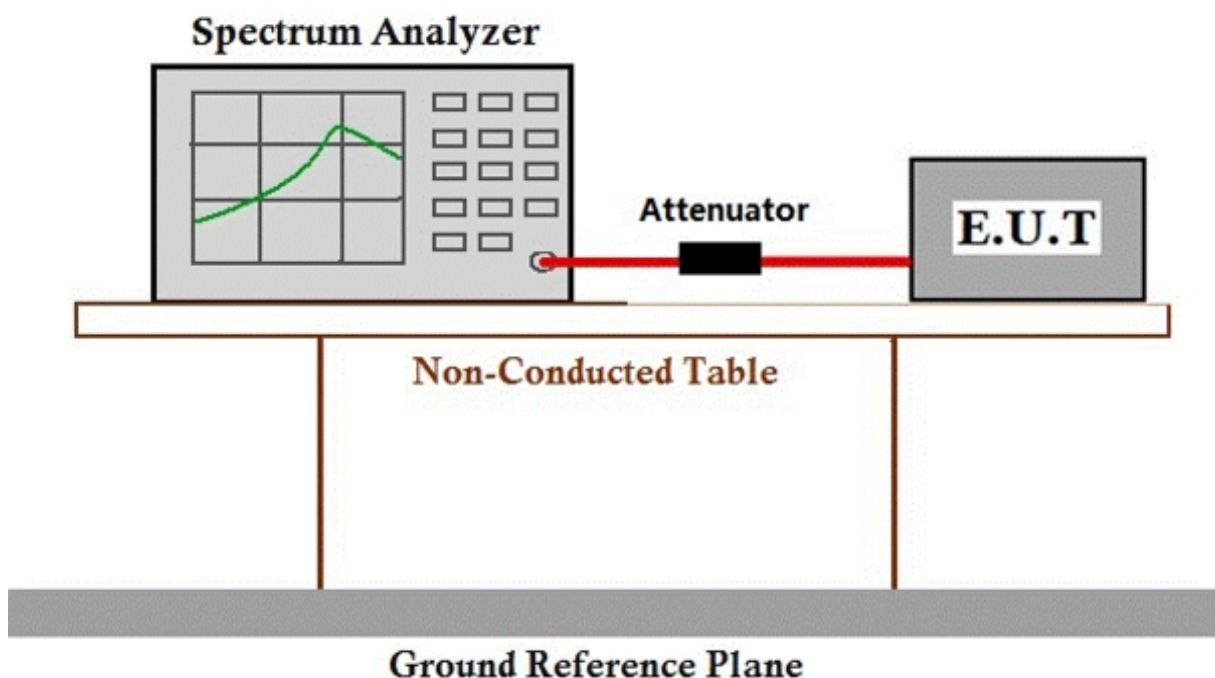 Spectrum Analyzer
Attenuator
E.U.T
Non-Conducted Table
Ground Reference Plane